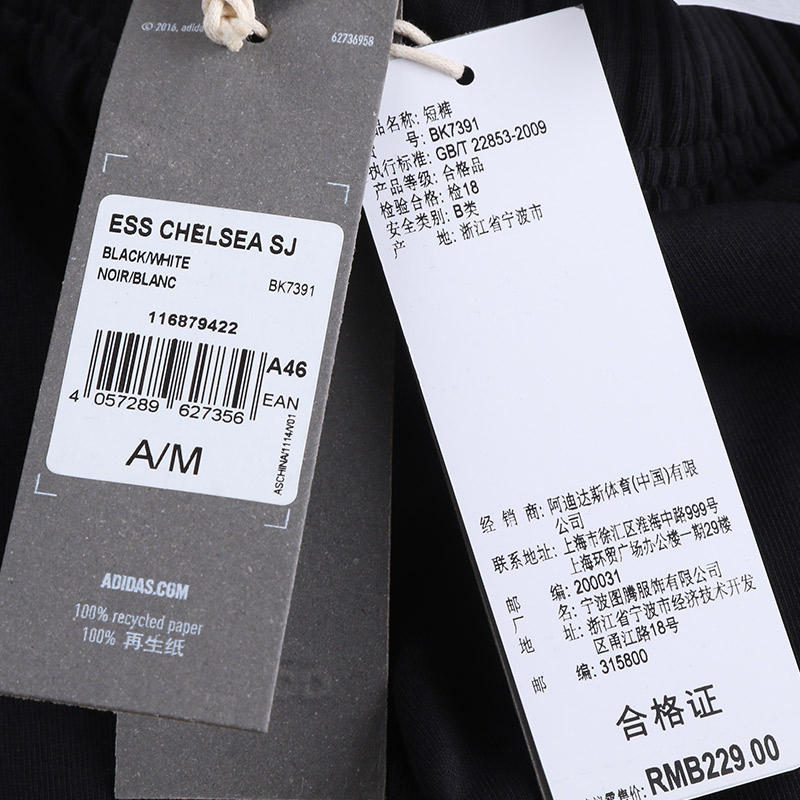 © 2016, adida
62736958
ESS CHELSEA SJ
BLACK/WHITE
NOIR/BLANC
BK7391
116879422
A46
EAN
4 057289 627356
A/M
ASCHINA/1114/V01
ADIDAS.COM
100% recycled paper
100% 再生纸
品名称: 短裤
号: BK7391
执行标准: GB/T 22853-2009
产品等级: 合格品
检验合格: 检18
安全类别: B类
产 地: 浙江省宁波市
经 销 商: 阿迪达斯体育(中国)有限
公司
联系地址: 上海市徐汇区淮海中路999号
上海环贸广场办公楼一期29楼
邮 编: 200031
厂 名: 宁波图腾服饰有限公司
地 址: 浙江省宁波市经济技术开发
区甬江路18号
邮 编: 315800
合格证
零售价: RMB229.00